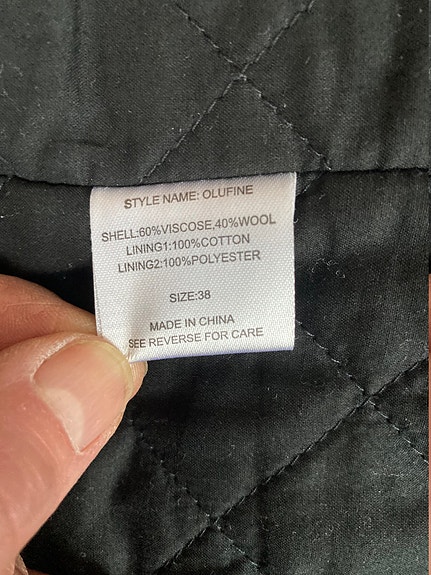 STYLE NAME: OLUFINE
SHELL:60%VISCOSE,40%WOOL
LINING1:100%COTTON
LINING2:100%POLYESTER
SIZE:38
MADE IN CHINA
SEE REVERSE FOR CARE